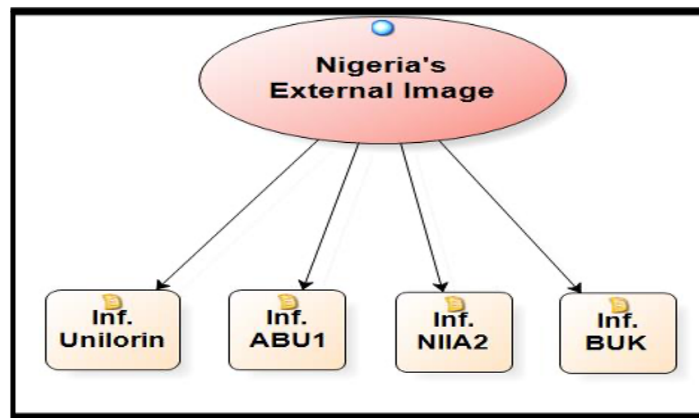 Nigeria's
External Image
Inf.
Unilorin
Inf.
ABU1
Inf.
NIIA2
Inf.
BUK